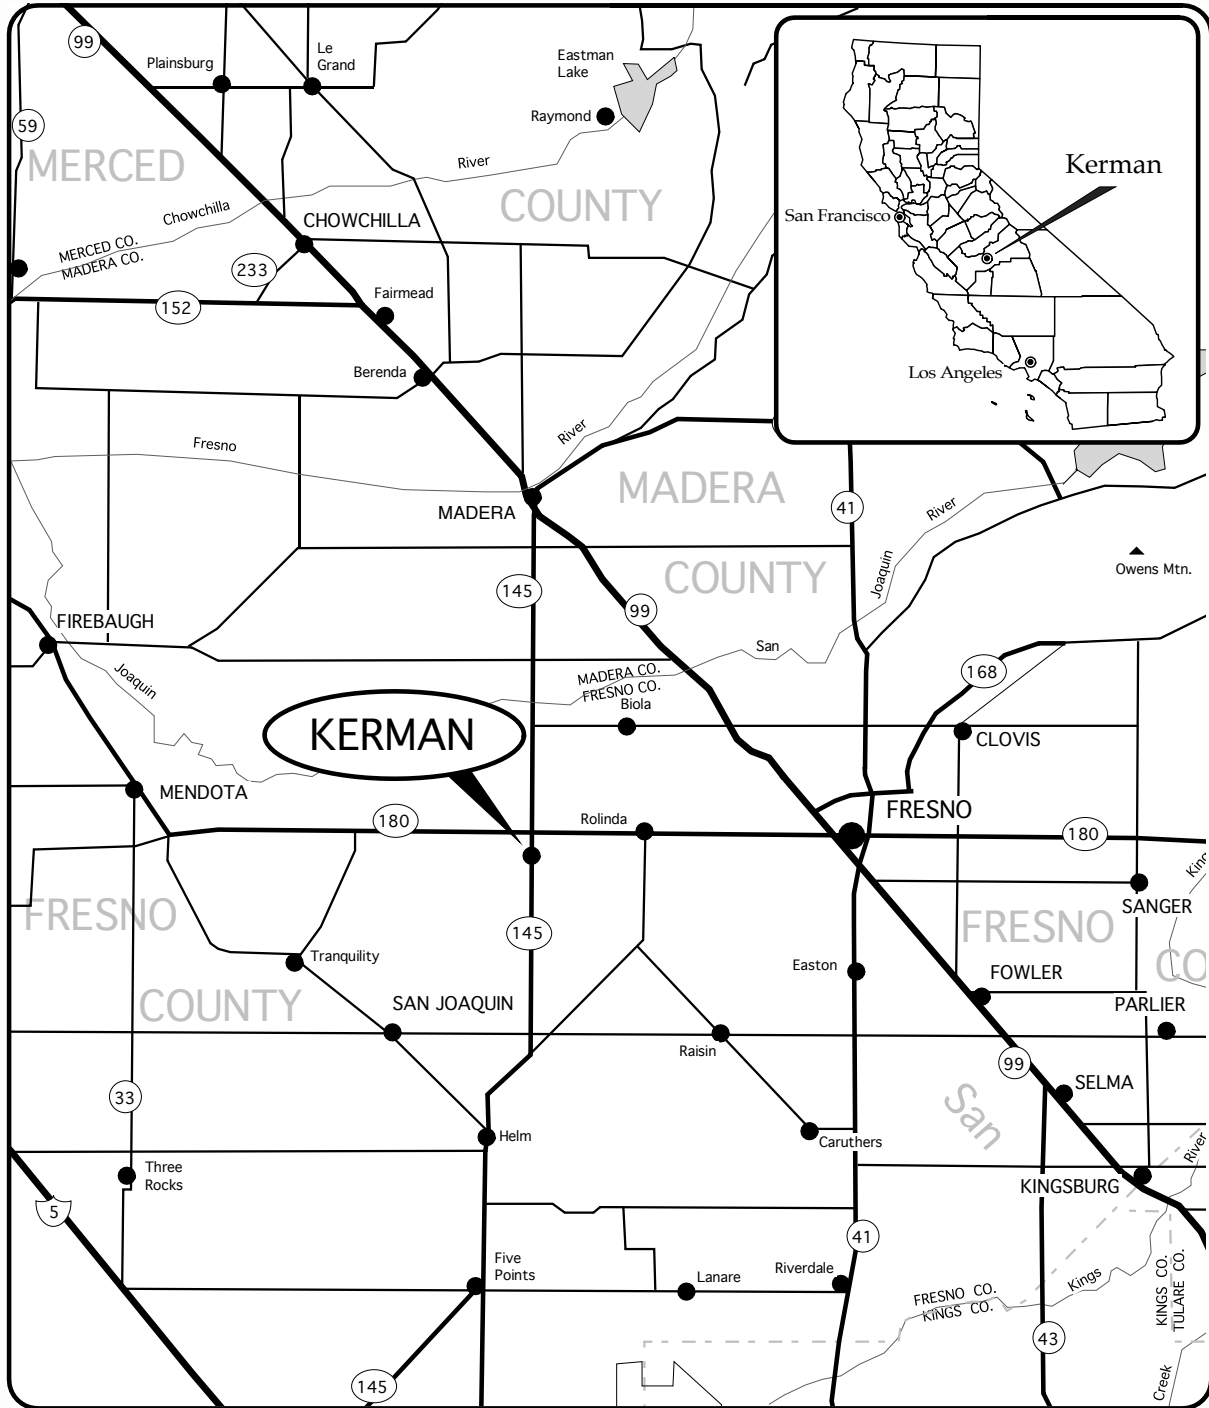 99
Plainsburg
Le
Grand
Eastman
Lake
Raymond
59
MERCED
River
COUNTY
Chowchilla
CHOWCHILLA
MERCED CO.
MADERA CO.
233
152
Fairmead
Berenda
Kerman
San Francisco
Los Angeles
Fresno
River
MADERA
MADERA
41
River
COUNTY
Joaquin
Owens Mtn.
145
99
FIREBAUGH
San
Joaquin
MADERA CO.
FRESNO CO.
168
Biola
KERMAN
CLOVIS
MENDOTA
FRESNO
180
Rolinda
180
King
SANGER
FRESNO
FRESNO
145
CO
Tranquility
Easton
FOWLER
COUNTY
SAN JOAQUIN
PARLIER
Raisin
99
33
SELMA
San
Helm
Caruthers
River
Three
Rocks
KINGSBURG
5
41
Five
Points
Lanare
Riverdale
Kings
FRESNO CO.
KINGS CO.
KINGS CO.
TULARE CO.
43
145
Creek